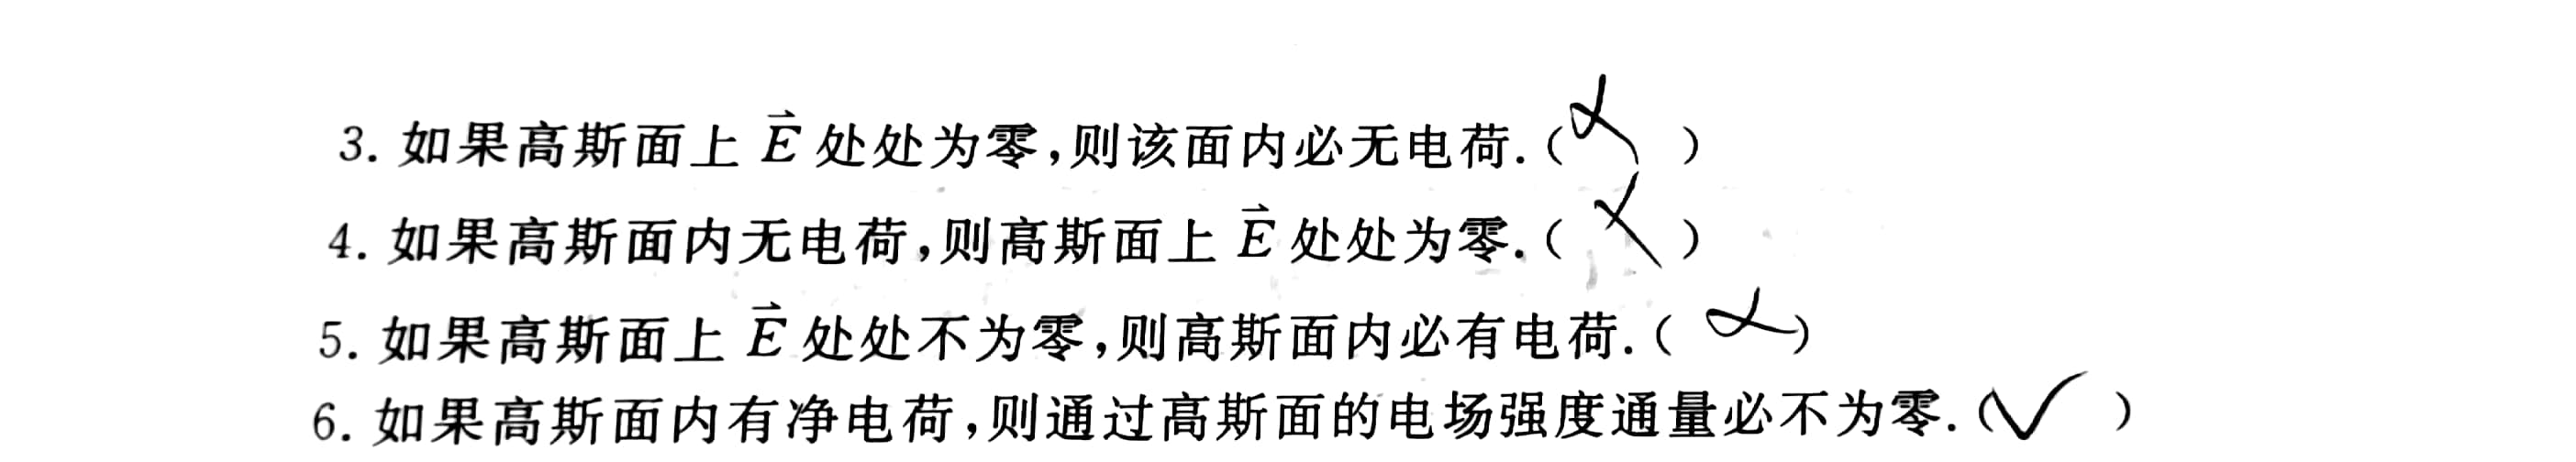 3. 如果高斯面上 $\vec{E}$ 处处为零,则该面内必无电荷.(×)
4. 如果高斯面内无电荷,则高斯面上 $\vec{E}$ 处处为零.(×)
5. 如果高斯面上 $\vec{E}$ 处处不为零,则高斯面内必有电荷.(×)
6. 如果高斯面内有净电荷,则通过高斯面的电场强度通量必不为零.(√)